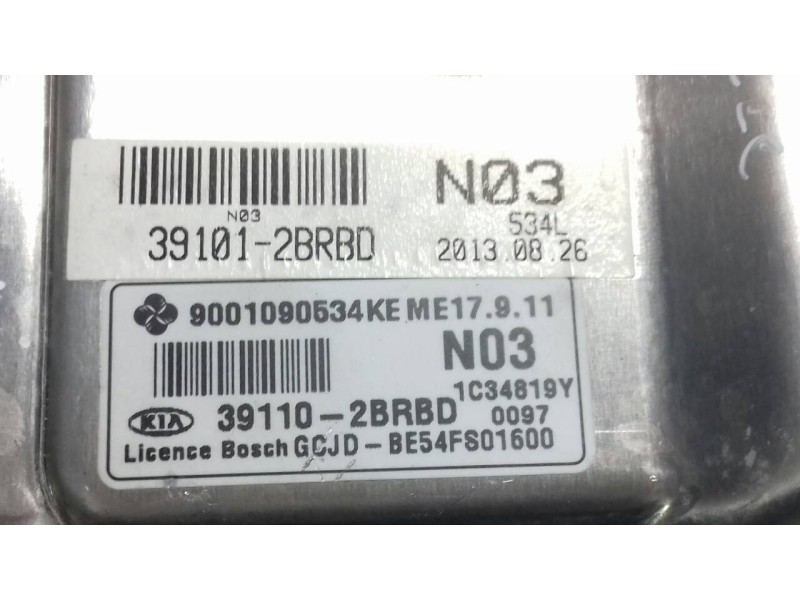 N03
N03
534L
39101-2BRBD
2013.08.26
9001090534KE ME17.9.11
N03
1C34819Y
KIA 39110-2BRBD 0097
Licence Bosch GCJD-BE54FS01600